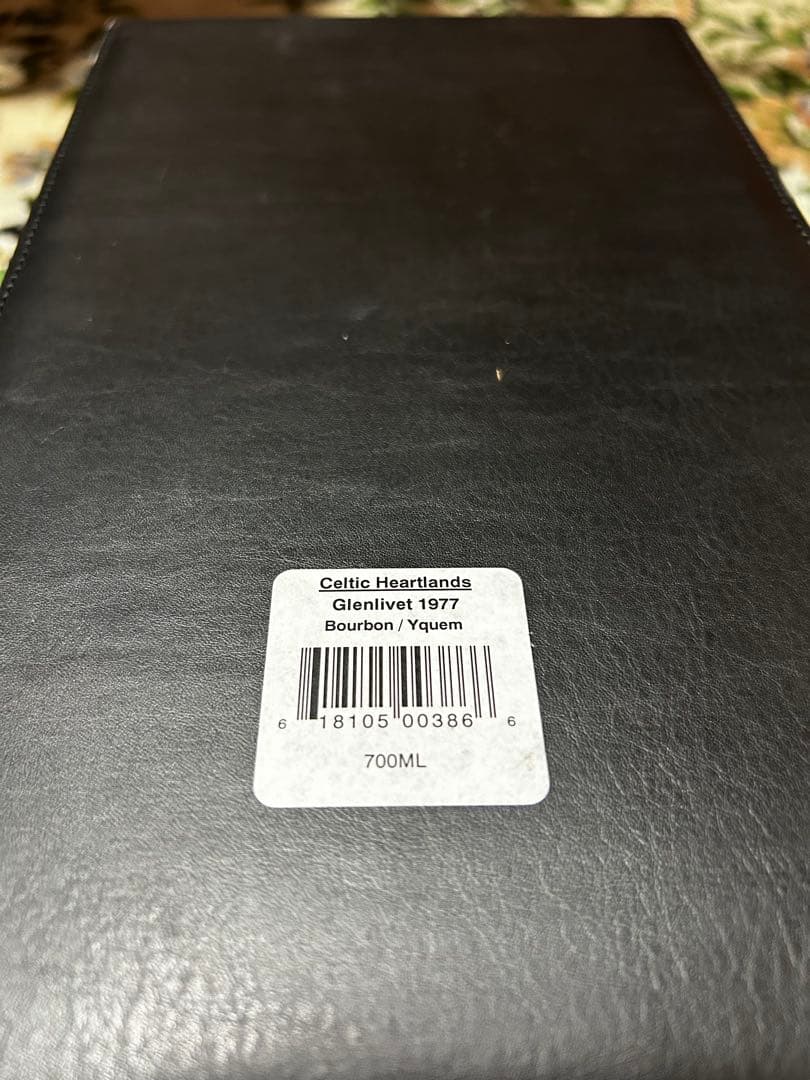 Celtic Heartlands
Glenlivet 1977
Bourbon / Yquem
6 18105 00386 6
700ML